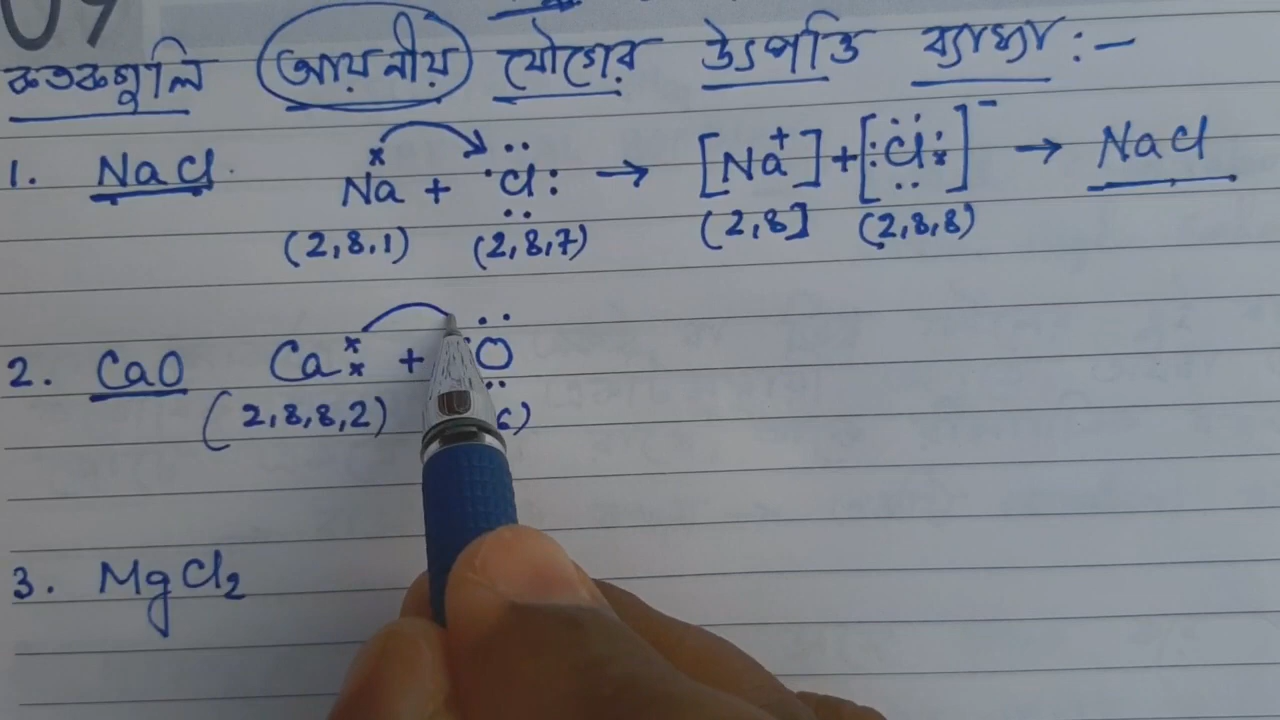 কতকগুলি আয়নীয় যৌগের উৎপত্তি ব্যাখ্যা :-
1. NaCl. Na + Cl → [Na+] + [Cl]- → NaCl
(2,8,1) (2,8,7) (2,8] (2,8,8)
2. CaO Ca + O
(2,8,8,2) 6)
3. MgCl2